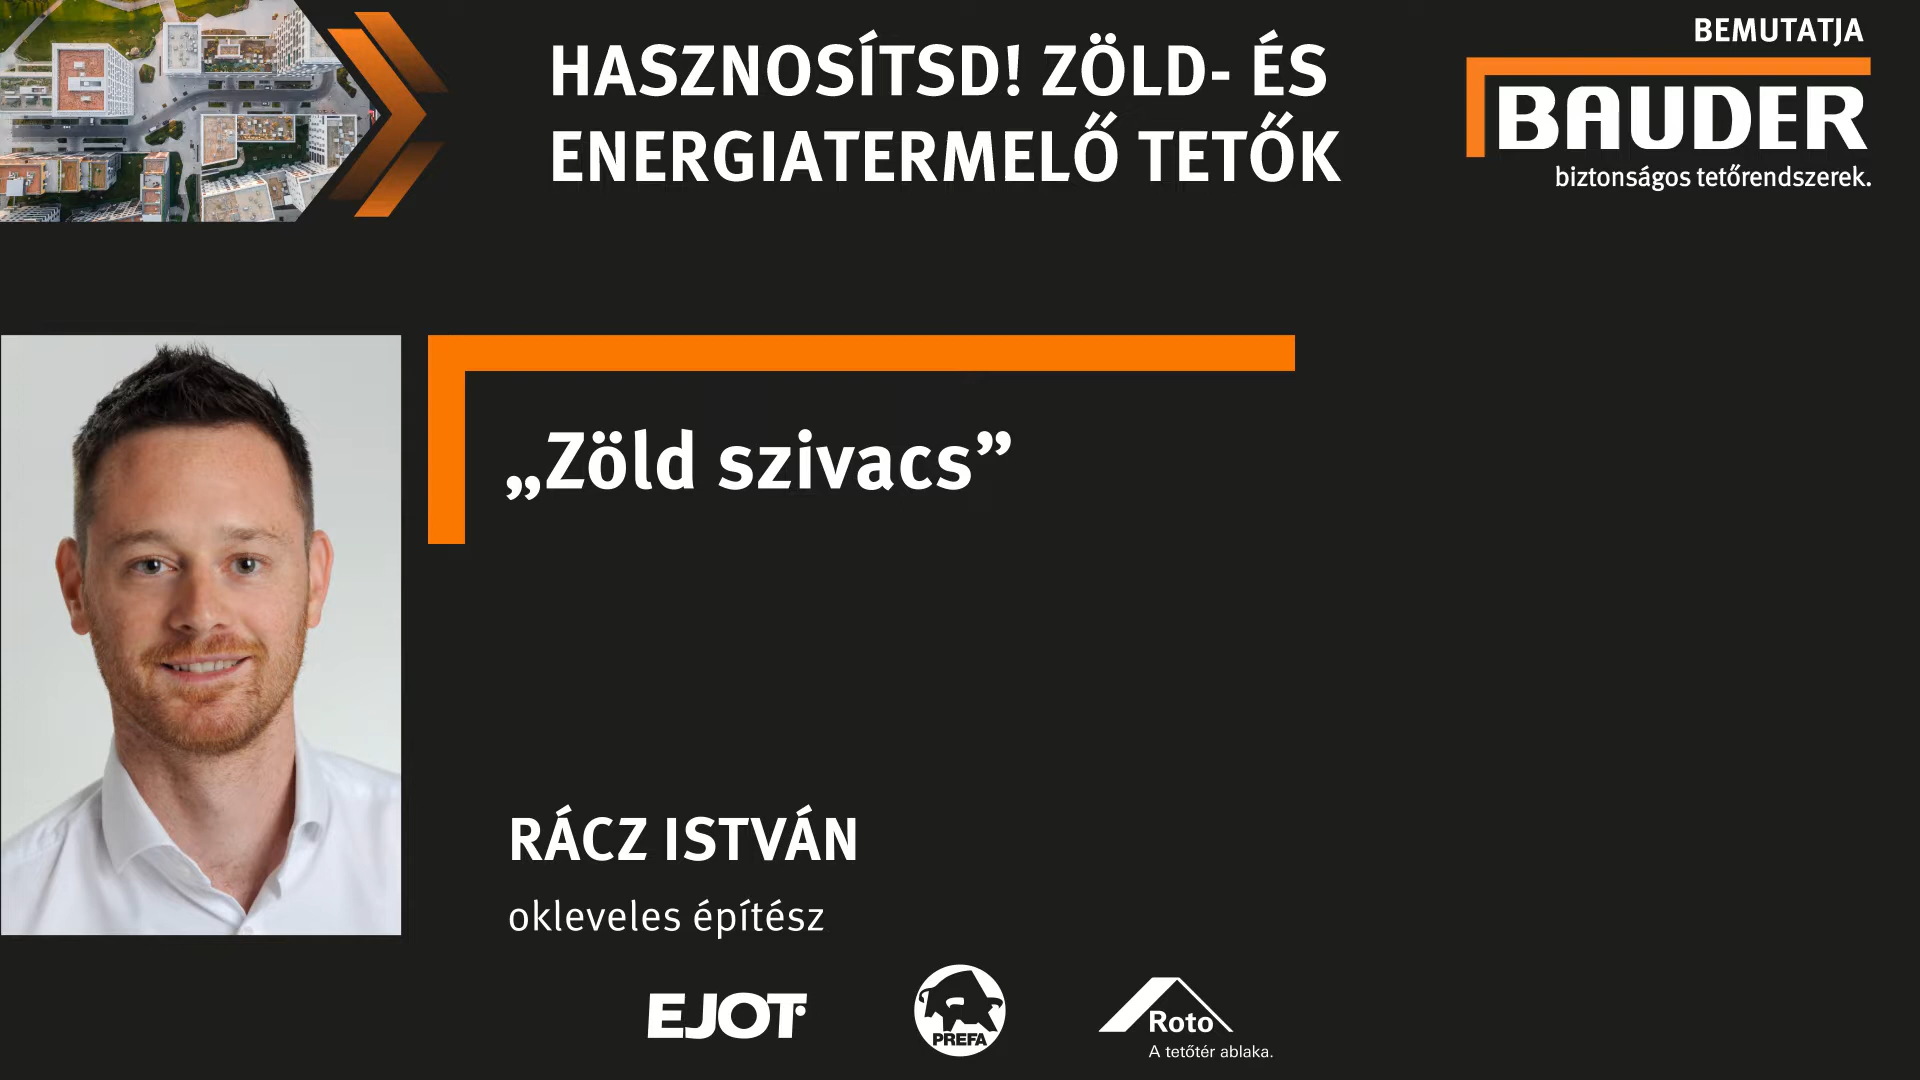 HASZNOSÍTSD! ZÖLD- ÉS
ENERGIATERMELŐ TETŐK
BEMUTATJA
BAUDER
biztonságos tetőrendszerek.
„Zöld szivacs”
RÁCZ ISTVÁN
okleveles építész
EJOT
PREFA
Roto
A tetőtér ablaka.